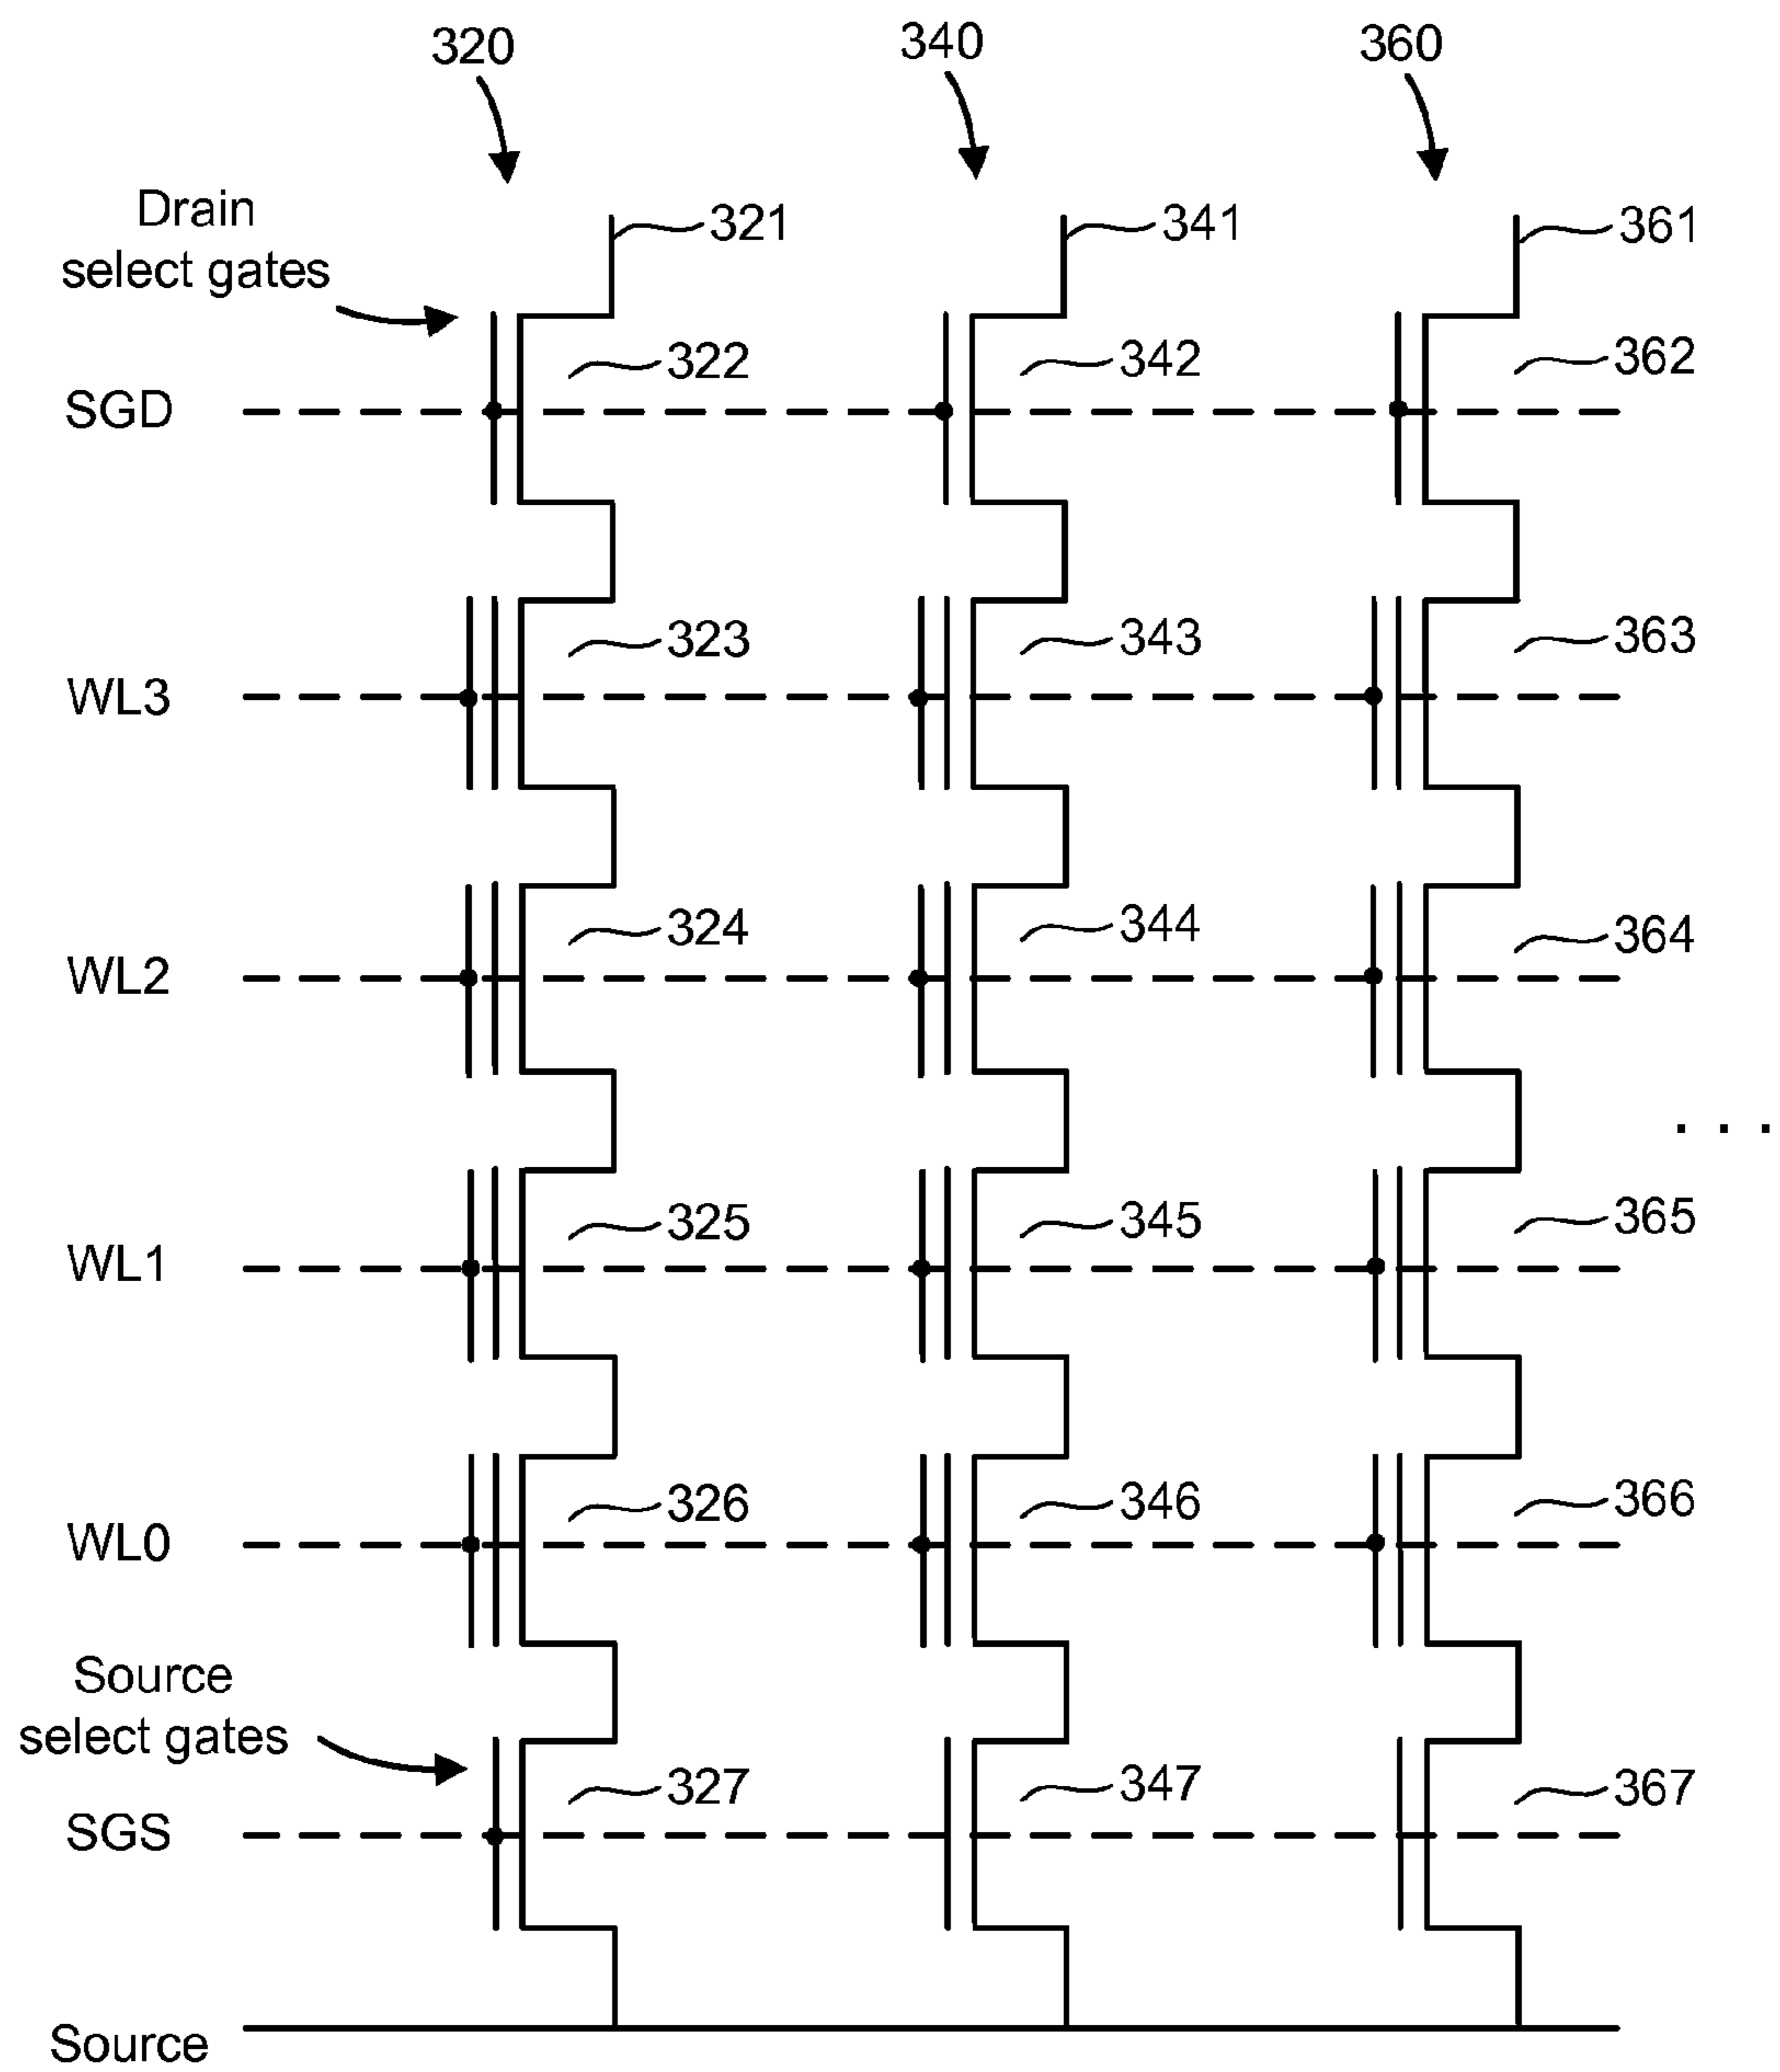 320 340 360
Drain
select gates
321 341 361
322 342 362
SGD
323 343 363
WL3
324 344 364
WL2
. . .
325 345 365
WL1
326 346 366
WL0
Source
select gates
327 347 367
SGS
Source